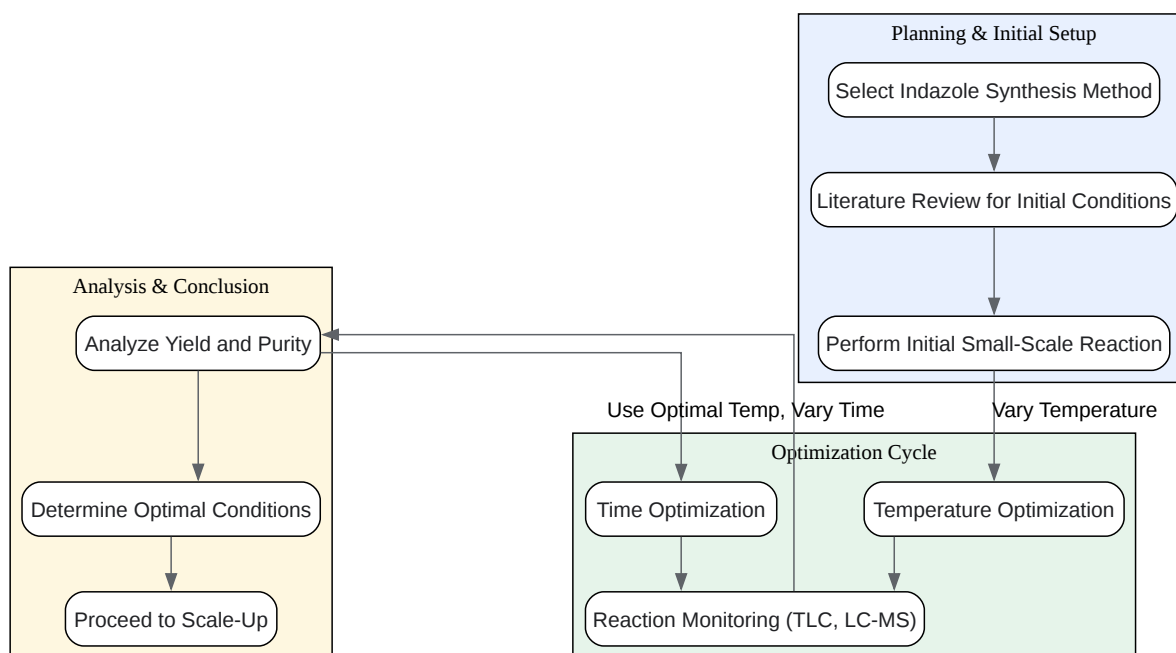 Planning & Initial Setup
Select Indazole Synthesis Method
Literature Review for Initial Conditions
Perform Initial Small-Scale Reaction
Analysis & Conclusion
Analyze Yield and Purity
Use Optimal Temp, Vary Time
Vary Temperature
Optimization Cycle
Time Optimization
Temperature Optimization
Reaction Monitoring (TLC, LC-MS)
Determine Optimal Conditions
Proceed to Scale-Up